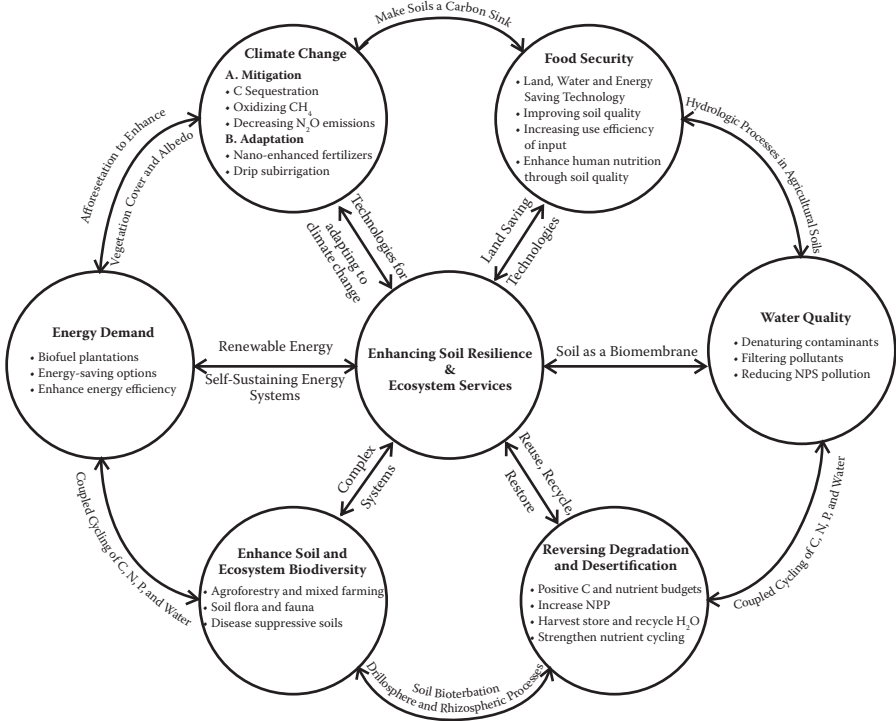 Make Soils a Carbon Sink
Climate Change
A. Mitigation
• C Sequestration
• Oxidizing CH4
• Decreasing N2O emissions
B. Adaptation
• Nano-enhanced fertilizers
• Drip subirrigation
Food Security
• Land, Water and Energy
Saving Technology
• Improving soil quality
• Increasing use efficiency
of input
• Enhance human nutrition
through soil quality
Afforesetation to Enhance
Vegetation Cover and Albedo
Hydrologic Processes in Agricultural Soils
Technologies for
adapting to
climate change
Land Saving
Technologies
Energy Demand
• Biofuel plantations
• Energy-saving options
• Enhance energy efficiency
Renewable Energy
Self-Sustaining Energy
Systems
Enhancing Soil Resilience
&
Ecosystem Services
Soil as a Biomembrane
Water Quality
• Denaturing contaminants
• Filtering pollutants
• Reducing NPS pollution
Complex
Systems
Reuse, Recycle,
Restore
Coupled Cycling of C, N, P, and Water
Coupled Cycling of C, N, P, and Water
Enhance Soil and
Ecosystem Biodiversity
• Agroforestry and mixed farming
• Soil flora and fauna
• Disease suppressive soils
Reversing Degradation
and Desertification
• Positive C and nutrient budgets
• Increase NPP
• Harvest store and recycle H2O
• Strengthen nutrient cycling
Soil Bioterbation
Drillosphere and Rhizospheric Processes